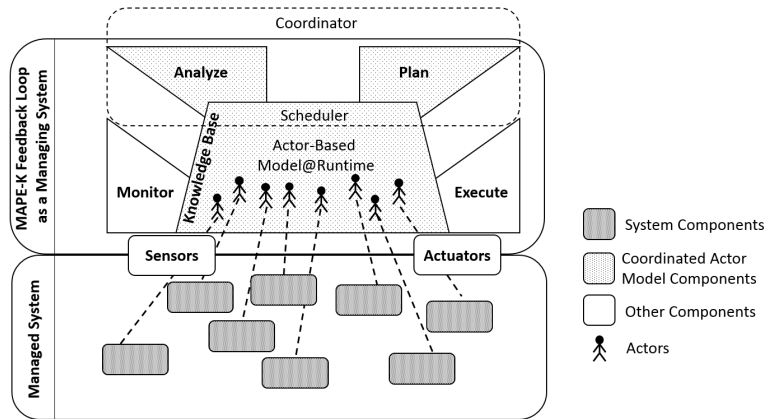 Coordinator
MAPE-K Feedback Loop
as a Managing System
Analyze
Plan
Scheduler
Knowledge Base
Actor-Based
Model@Runtime
Monitor
Execute
Sensors
Actuators
Managed System
System Components
Coordinated Actor
Model Components
Other Components
Actors